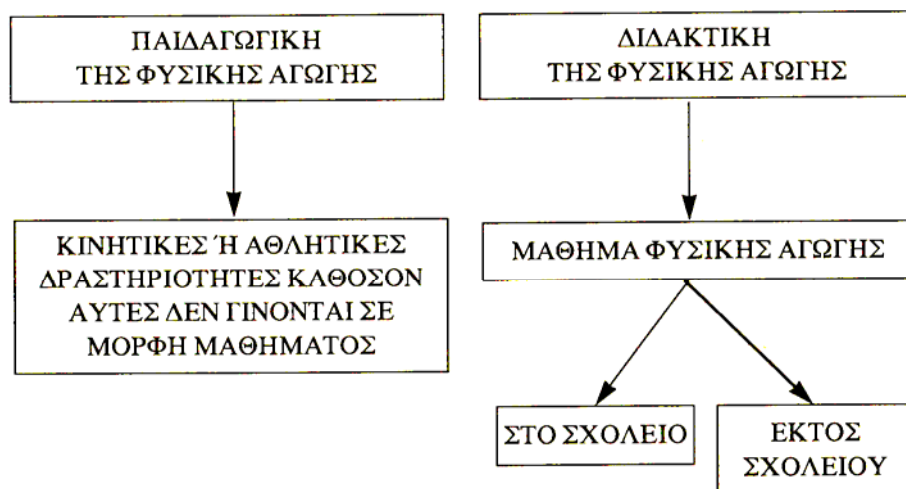 ΠΑΙΔΑΓΩΓΙΚΗ
ΤΗΣ ΦΥΣΙΚΗΣ ΑΓΩΓΗΣ
ΔΙΔΑΚΤΙΚΗ
ΤΗΣ ΦΥΣΙΚΗΣ ΑΓΩΓΗΣ
ΚΙΝΗΤΙΚΕΣ Ή ΑΘΛΗΤΙΚΕΣ
ΔΡΑΣΤΗΡΙΟΤΗΤΕΣ ΚΑΘΟΣΟΝ
ΑΥΤΕΣ ΔΕΝ ΓΙΝΟΝΤΑΙ ΣΕ
ΜΟΡΦΗ ΜΑΘΗΜΑΤΟΣ
ΜΑΘΗΜΑ ΦΥΣΙΚΗΣ ΑΓΩΓΗΣ
ΣΤΟ ΣΧΟΛΕΙΟ
ΕΚΤΟΣ
ΣΧΟΛΕΙΟΥ